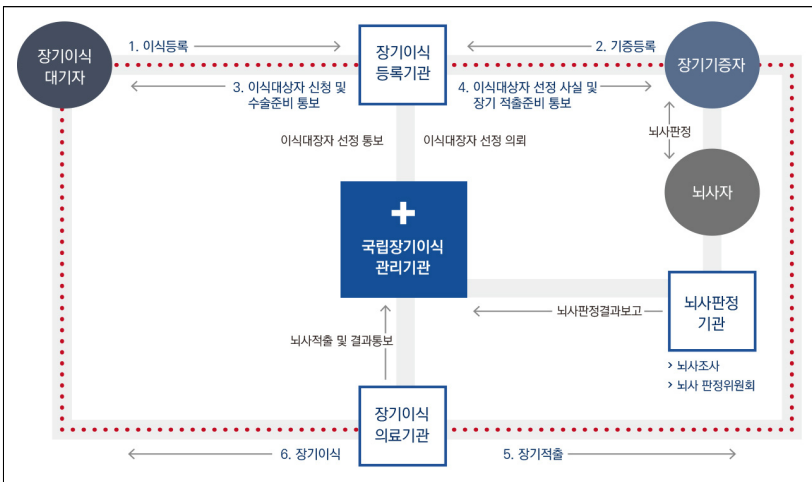 장기이식
대기자
1. 이식등록
장기이식
등록기관
2. 기증등록
장기기증자
3. 이식대상자 신청 및
수술준비 통보
4. 이식대상자 선정 사실 및
장기 적출준비 통보
이식대장자 선정 통보
이식대장자 선정 의뢰
뇌사판정
뇌사자
국립장기이식
관리기관
뇌사판정결과보고
뇌사판정
기관
> 뇌사조사
> 뇌사 판정위원회
뇌사적출 및 결과통보
장기이식
의료기관
6. 장기이식
5. 장기적출